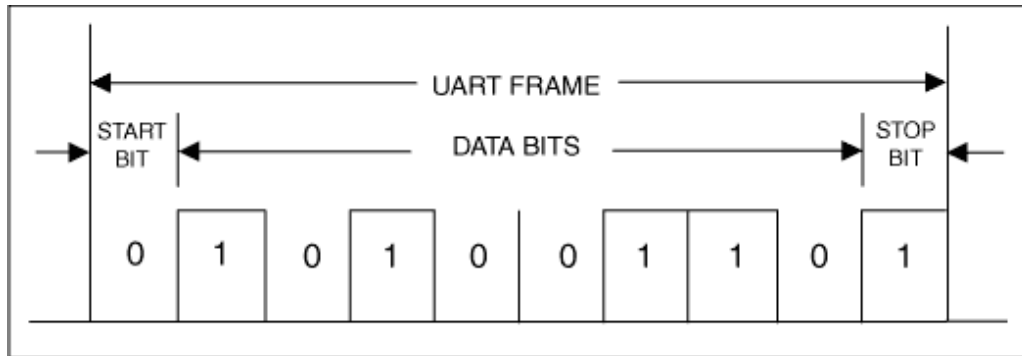 UART FRAME
START BIT
DATA BITS
STOP BIT
0 1 0 1 0 0 1 1 0 1